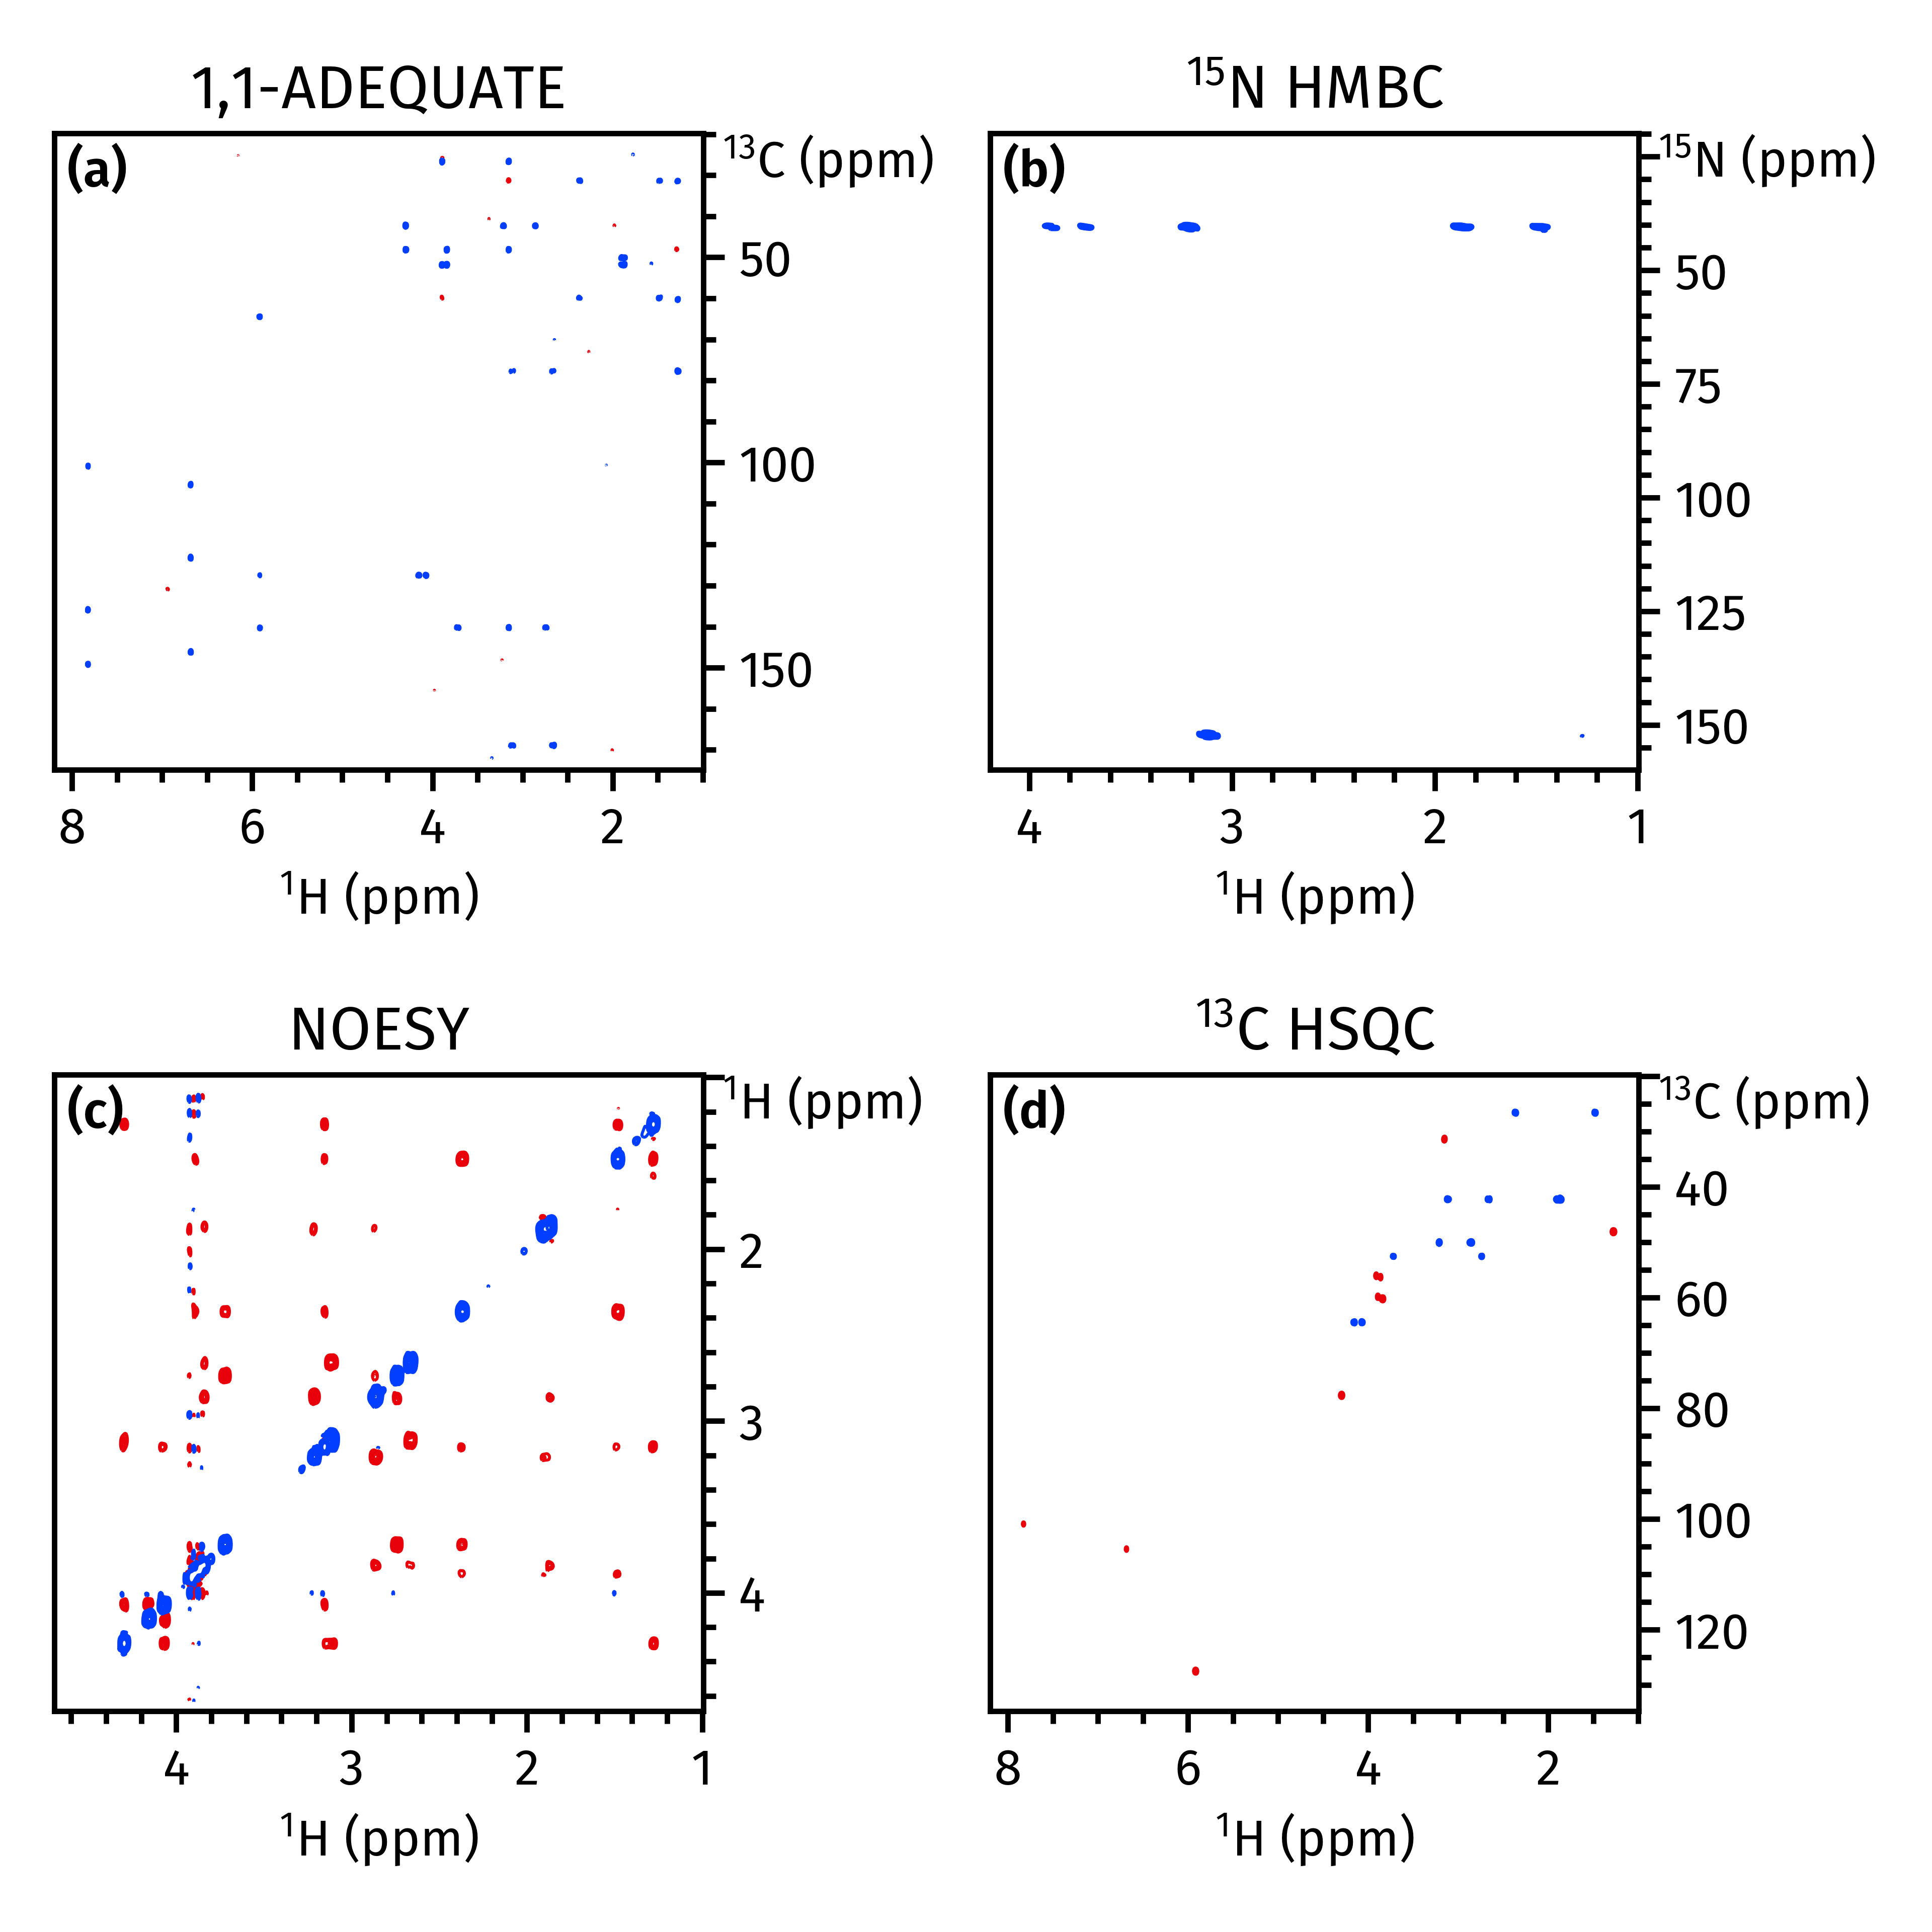 1,1-ADEQUATE
(a)
¹³C (ppm)
50
100
150
8 6 4 2
¹H (ppm)
¹⁵N HMBC
(b)
¹⁵N (ppm)
50
75
100
125
150
4 3 2 1
¹H (ppm)
NOESY
(c)
¹H (ppm)
2
3
4
4 3 2 1
¹H (ppm)
¹³C HSQC
(d)
¹³C (ppm)
40
60
80
100
120
8 6 4 2
¹H (ppm)